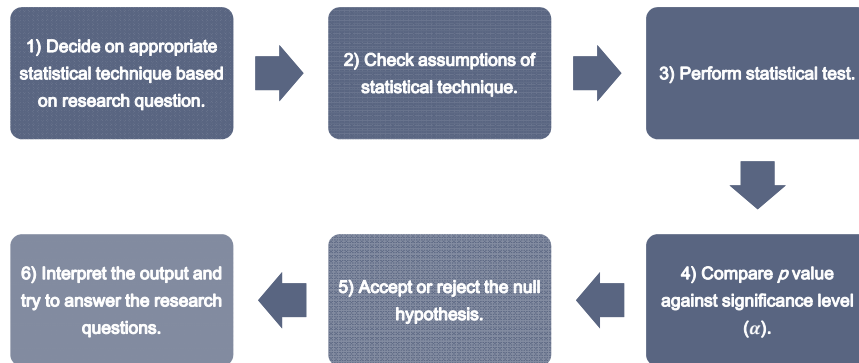 1) Decide on appropriate
statistical technique based
on research question.
2) Check assumptions of
statistical technique.
3) Perform statistical test.
4) Compare p value
against significance level
(α).
5) Accept or reject the null
hypothesis.
6) Interpret the output and
try to answer the research
questions.